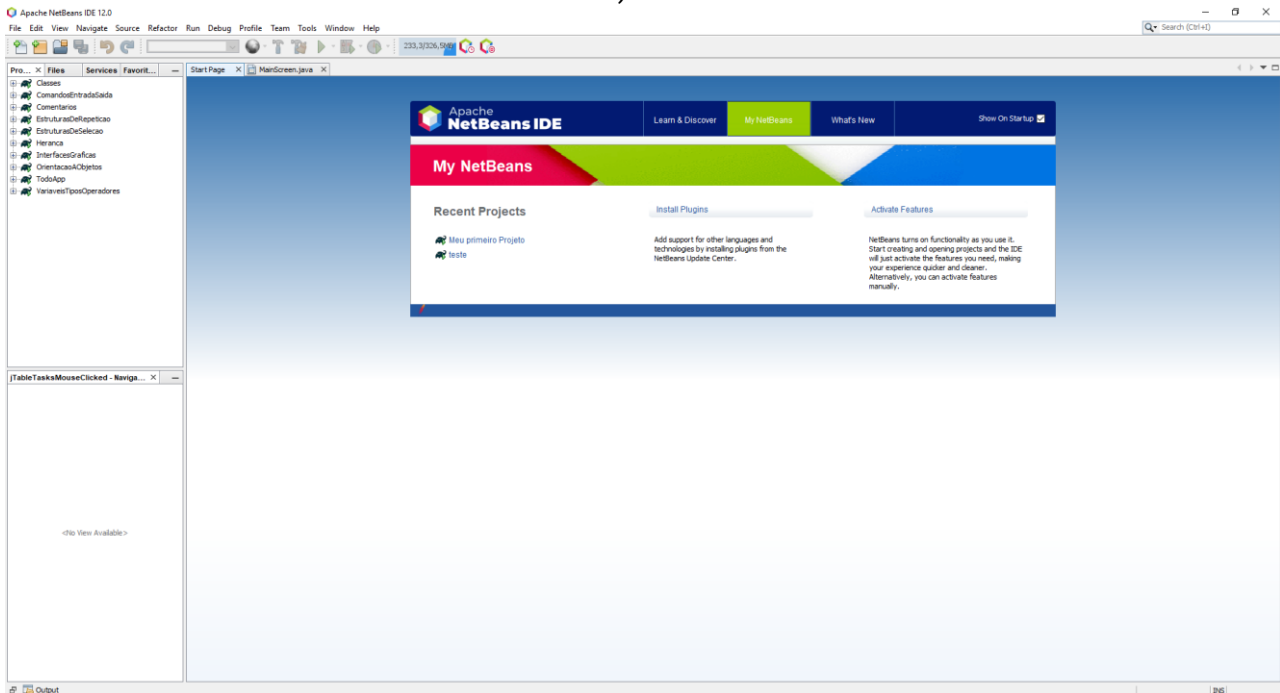 Apache NetBeans IDE 12.0
File Edit View Navigate Source Refactor Run Debug Profile Team Tools Window Help
Search (Ctrl+I)
Pro... Files Services Favorit...
Start Page MainScreen.java
Classes
ComandosEntradaSaida
Comentarios
EstruturasDeRepeticao
EstruturasDeSelecao
Heranca
InterfacesGraficas
OrientacaoAObjetos
TodoApp
VariaveisTiposOperadores
Apache
NetBeans IDE
Learn & Discover
My NetBeans
What's New
Show On Startup
My NetBeans
Recent Projects
Meu primeiro Projeto
teste
Install Plugins
Add support for other languages and
technologies by installing plugins from the
NetBeans Update Center.
Activate Features
NetBeans turns on functionality as you use it.
Start creating and opening projects and the IDE
will just activate the features you need, making
your experience quicker and cleaner.
Alternatively, you can activate features
manually.
jTableTasksMouseClicked - Naviga...
<No View Available>
Output
INS